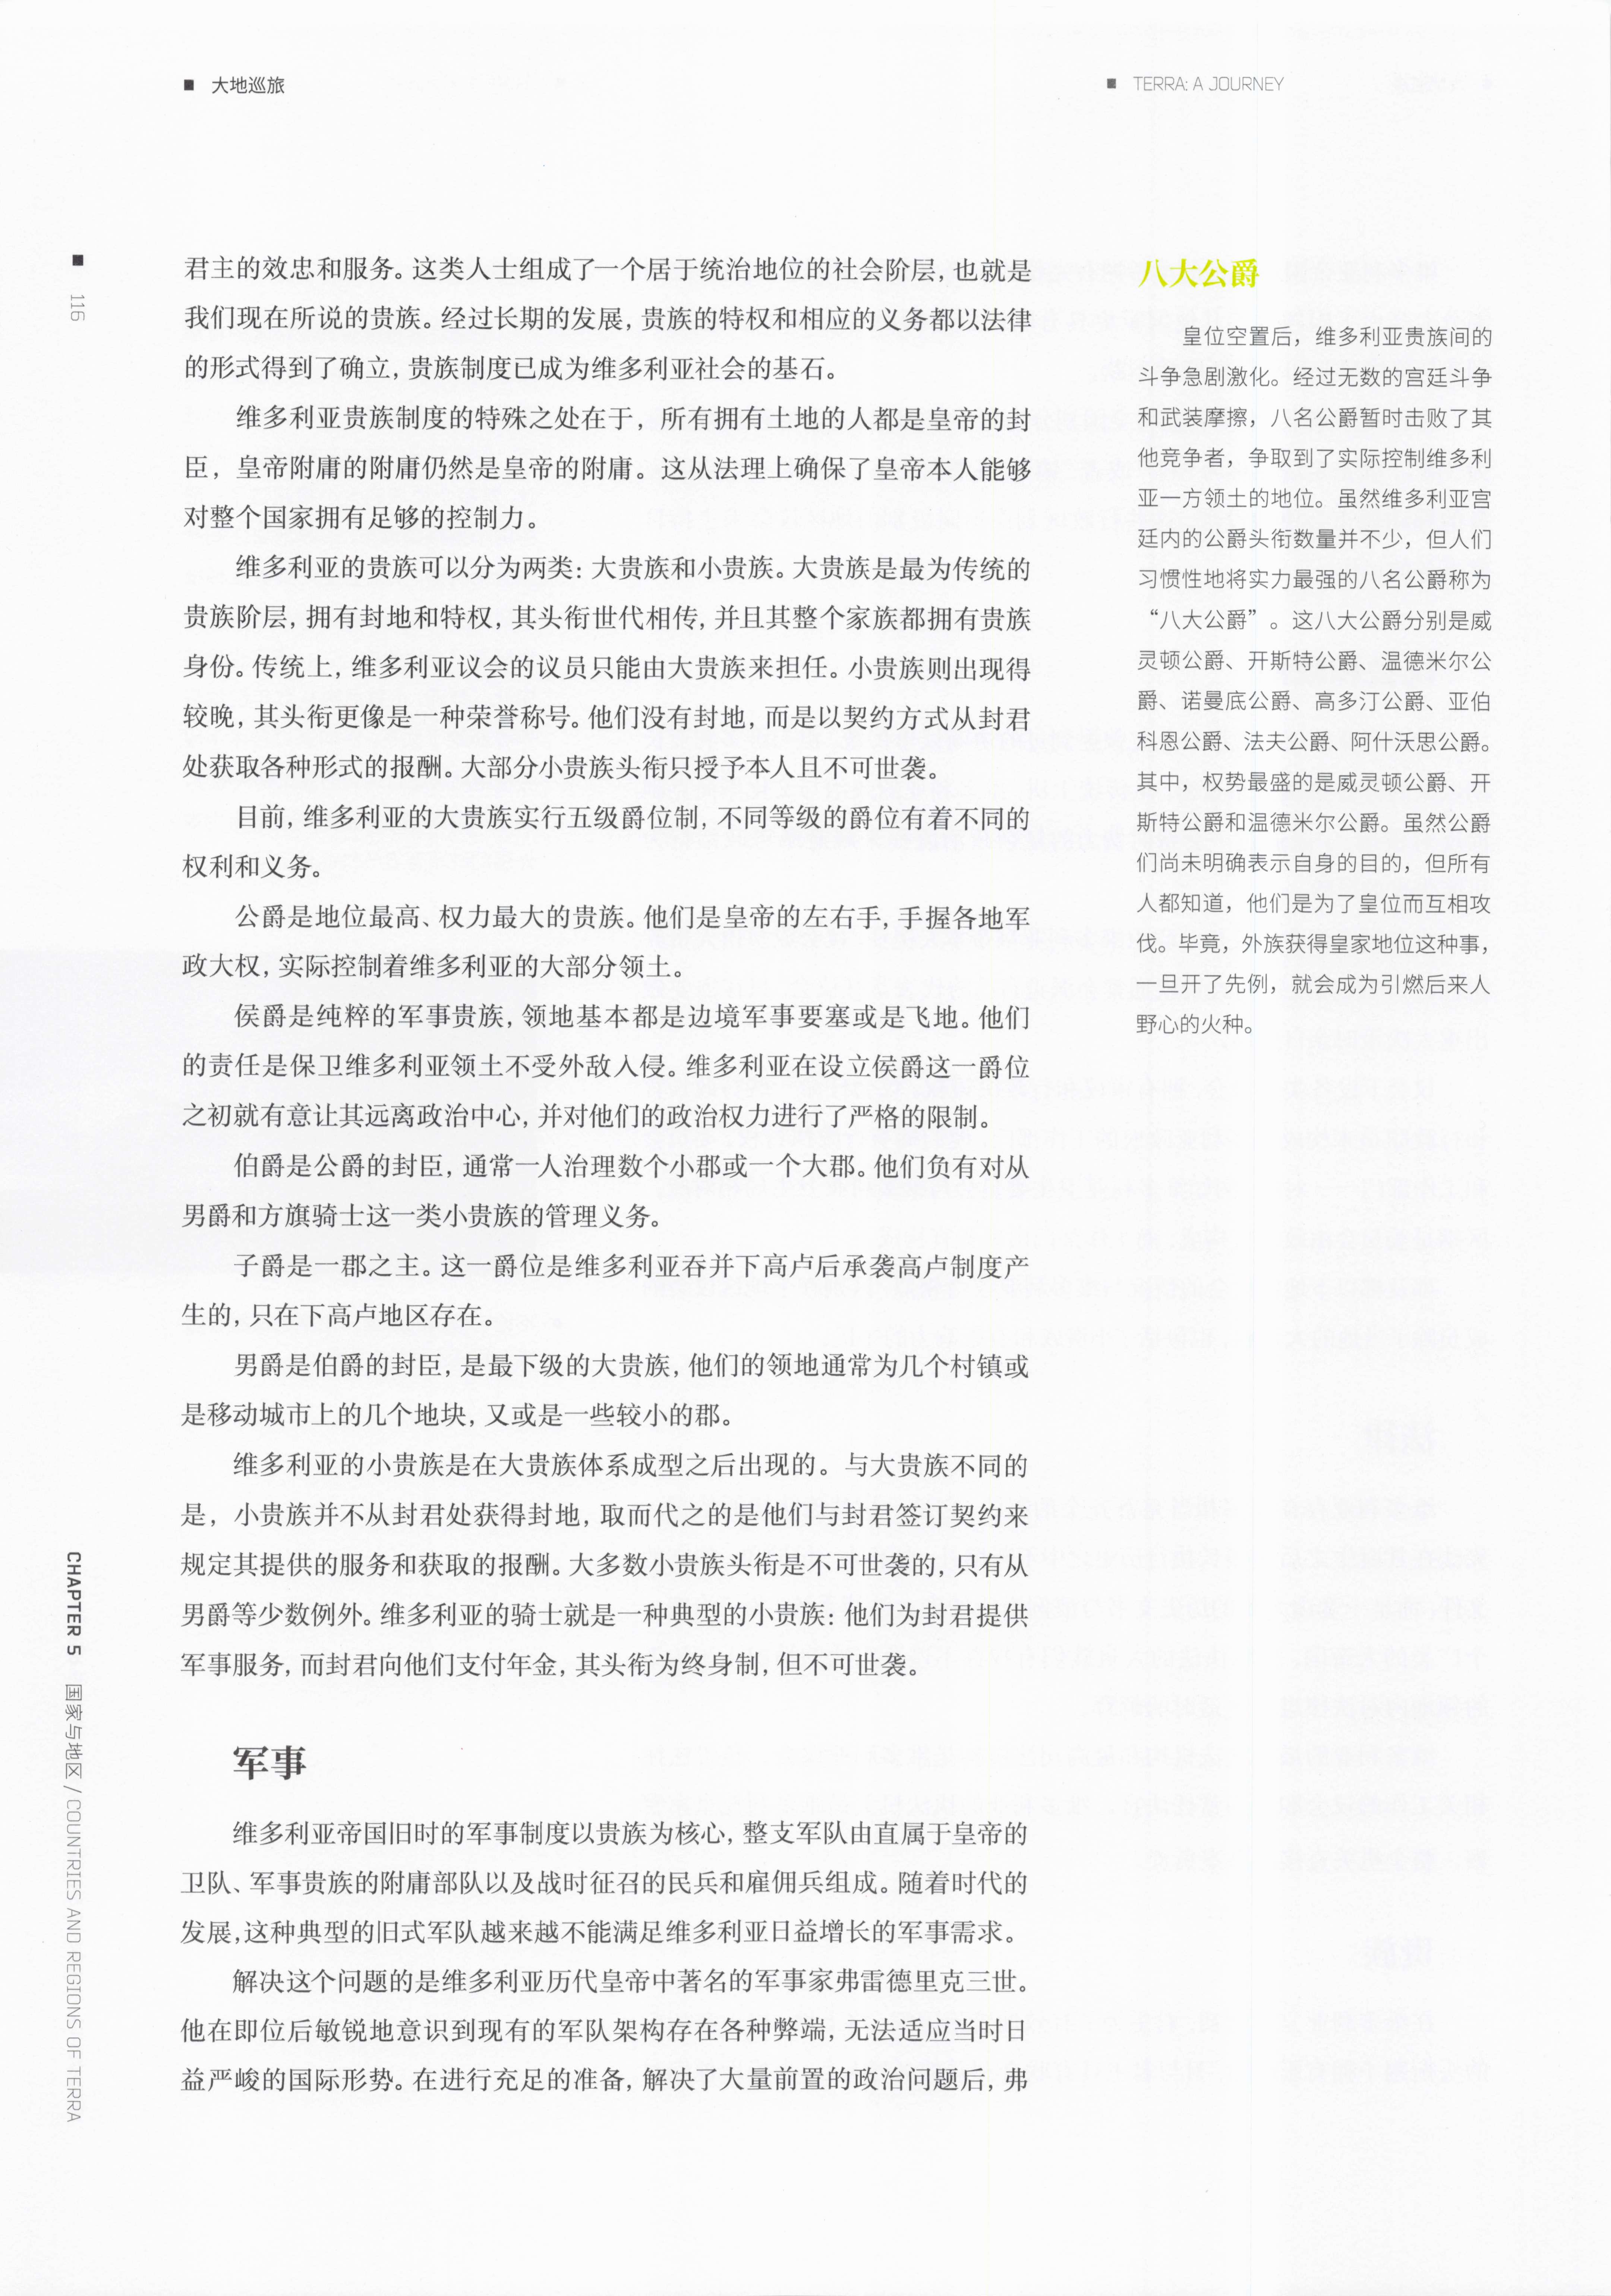 ■ 大地巡旅
■ TERRA: A JOURNEY
■ 116
君主的效忠和服务。这类人士组成了一个居于统治地位的社会阶层，也就是
我们现在所说的贵族。经过长期的发展，贵族的特权和相应的义务都以法律
的形式得到了确立，贵族制度已成为维多利亚社会的基石。
维多利亚贵族制度的特殊之处在于，所有拥有土地的人都是皇帝的封
臣，皇帝附庸的附庸仍然是皇帝的附庸。这从法理上确保了皇帝本人能够
对整个国家拥有足够的控制力。
维多利亚的贵族可以分为两类：大贵族和小贵族。大贵族是最为传统的
贵族阶层，拥有封地和特权，其头衔世代相传，并且其整个家族都拥有贵族
身份。传统上，维多利亚议会的议员只能由大贵族来担任。小贵族则出现得
较晚，其头衔更像是一种荣誉称号。他们没有封地，而是以契约方式从封君
处获取各种形式的报酬。大部分小贵族头衔只授予本人且不可世袭。
目前，维多利亚的大贵族实行五级爵位制，不同等级的爵位有着不同的
权利和义务。
公爵是地位最高、权力最大的贵族。他们是皇帝的左右手，手握各地军
政大权，实际控制着维多利亚的大部分领土。
侯爵是纯粹的军事贵族，领地基本都是边境军事要塞或是飞地。他们
的责任是保卫维多利亚领土不受外敌入侵。维多利亚在设立侯爵这一爵位
之初就有意让其远离政治中心，并对他们的政治权力进行了严格的限制。
伯爵是公爵的封臣，通常一人治理数个小郡或一个大郡。他们负有对从
男爵和方旗骑士这一类小贵族的管理义务。
子爵是一郡之主。这一爵位是维多利亚吞并下高卢后承袭高卢制度产
生的，只在下高卢地区存在。
男爵是伯爵的封臣，是最下级的大贵族，他们的领地通常为几个村镇或
是移动城市上的几个地块，又或是一些较小的郡。
维多利亚的小贵族是在大贵族体系成型之后出现的。与大贵族不同的
是，小贵族并不从封君处获得封地，取而代之的是他们与封君签订契约来
规定其提供的服务和获取的报酬。大多数小贵族头衔是不可世袭的，只有从
男爵等少数例外。维多利亚的骑士就是一种典型的小贵族：他们为封君提供
军事服务，而封君向他们支付年金，其头衔为终身制，但不可世袭。
军事
维多利亚帝国旧时的军事制度以贵族为核心，整支军队由直属于皇帝的
卫队、军事贵族的附庸部队以及战时征召的民兵和雇佣兵组成。随着时代的
发展，这种典型的旧式军队越来越不能满足维多利亚日益增长的军事需求。
解决这个问题的是维多利亚历代皇帝中著名的军事家弗雷德里克三世。
他在即位后敏锐地意识到现有的军队架构存在各种弊端，无法适应当时日
益严峻的国际形势。在进行充足的准备，解决了大量前置的政治问题后，弗
八大公爵
皇位空置后，维多利亚贵族间的
斗争急剧激化。经过无数的宫廷斗争
和武装摩擦，八名公爵暂时击败了其
他竞争者，争取到了实际控制维多利
亚一方领土的地位。虽然维多利亚宫
廷内的公爵头衔数量并不少，但人们
习惯性地将实力最强的八名公爵称为
“八大公爵”。这八大公爵分别是威
灵顿公爵、开斯特公爵、温德米尔公
爵、诺曼底公爵、高多汀公爵、亚伯
科恩公爵、法夫公爵、阿什沃思公爵。
其中，权势最盛的是威灵顿公爵、开
斯特公爵和温德米尔公爵。虽然公爵
们尚未明确表示自身的目的，但所有
人都知道，他们是为了皇位而互相攻
伐。毕竟，外族获得皇家地位这种事，
一旦开了先例，就会成为引燃后来人
野心的火种。
CHAPTER 5 国家与地区 / COUNTRIES AND REGIONS OF TERRA